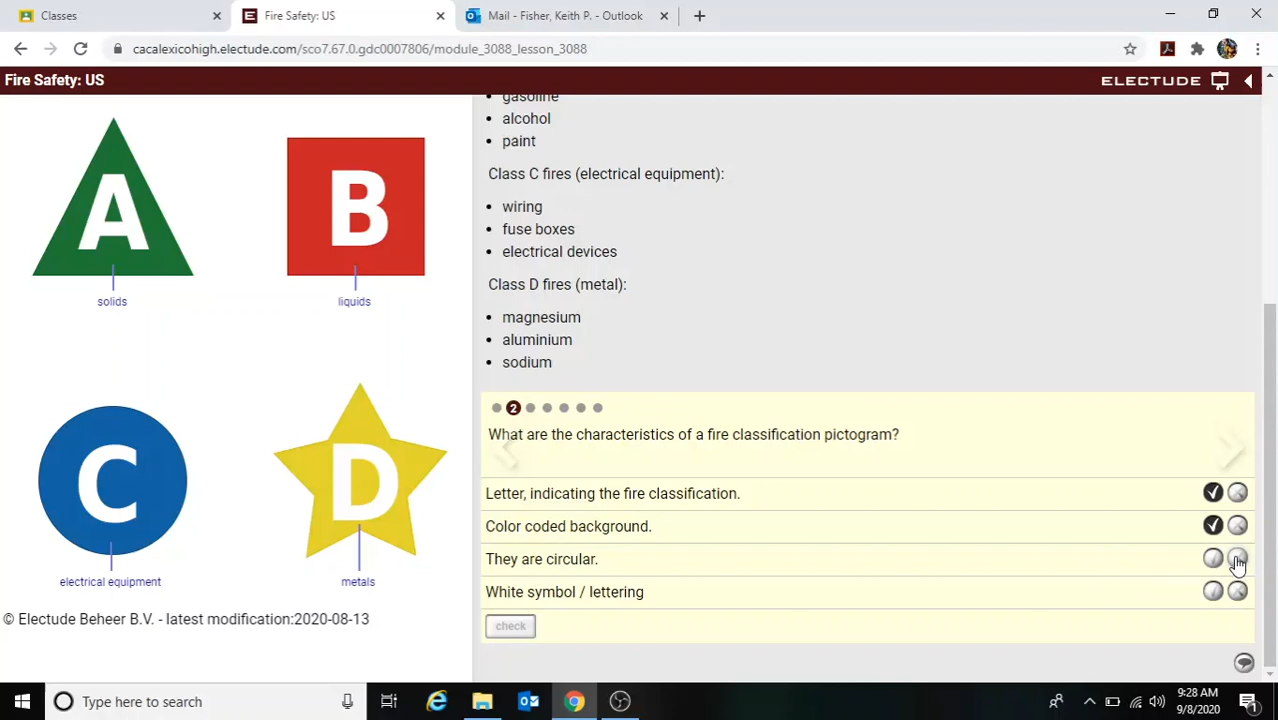 Classes
Fire Safety: US
Mail - Fisher, Keith P. - Outlook
cacalexicohigh.electude.com/sco7.67.0.gdc0007806/module_3088_lesson_3088
Fire Safety: US
ELECTUDE
A
solids
B
liquids
C
electrical equipment
D
metals
© Electude Beheer B.V. - latest modification:2020-08-13
gasoline
alcohol
paint
Class C fires (electrical equipment):
wiring
fuse boxes
electrical devices
Class D fires (metal):
magnesium
aluminium
sodium
2
What are the characteristics of a fire classification pictogram?
Letter, indicating the fire classification.
Color coded background.
They are circular.
White symbol / lettering
check
Type here to search
9:28 AM
9/8/2020
1